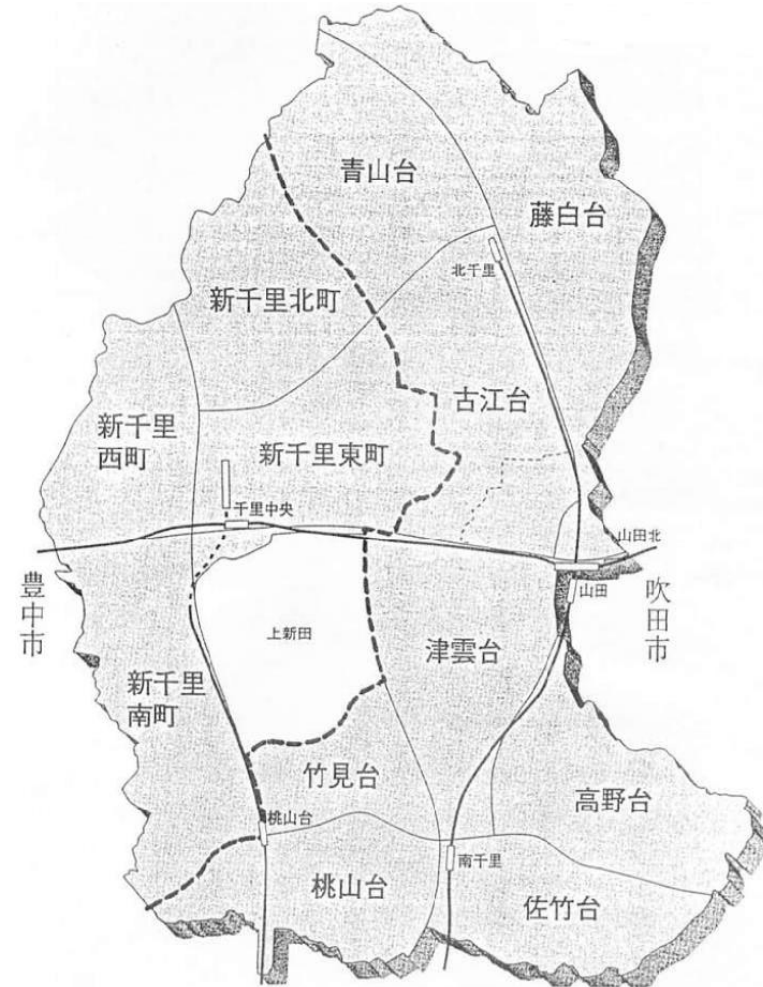 青山台
藤白台
北千里
新千里北町
古江台
新千里
西町
新千里東町
千里中央
山田北
山田
豊中市
吹田市
上新田
津雲台
新千里
南町
竹見台
高野台
桃山台
南千里
桃山台
佐竹台